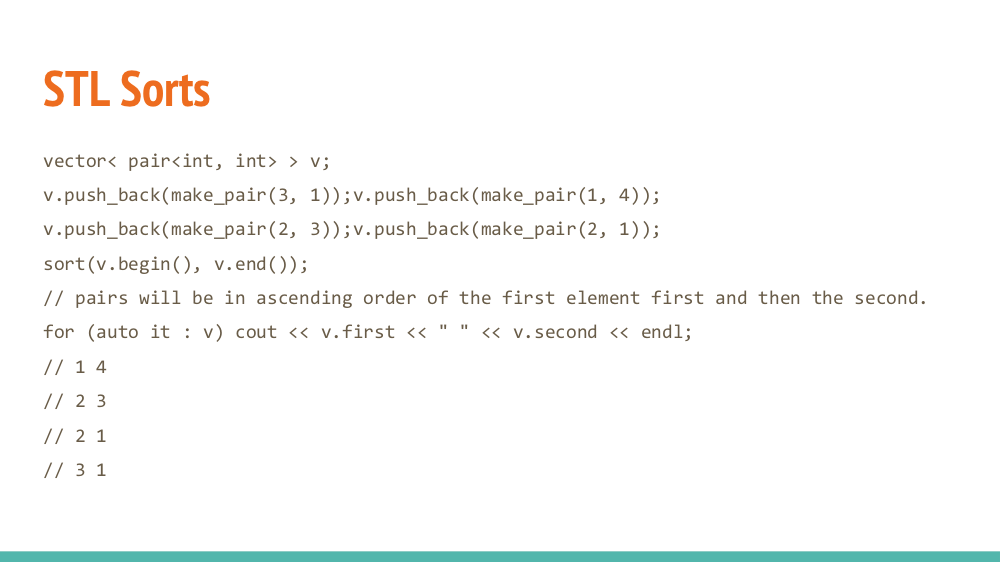 STL Sorts
vector< pair<int, int> > v;
v.push_back(make_pair(3, 1));v.push_back(make_pair(1, 4));
v.push_back(make_pair(2, 3));v.push_back(make_pair(2, 1));
sort(v.begin(), v.end());
// pairs will be in ascending order of the first element first and then the second.
for (auto it : v) cout << v.first << " " << v.second << endl;
// 1 4
// 2 3
// 2 1
// 3 1